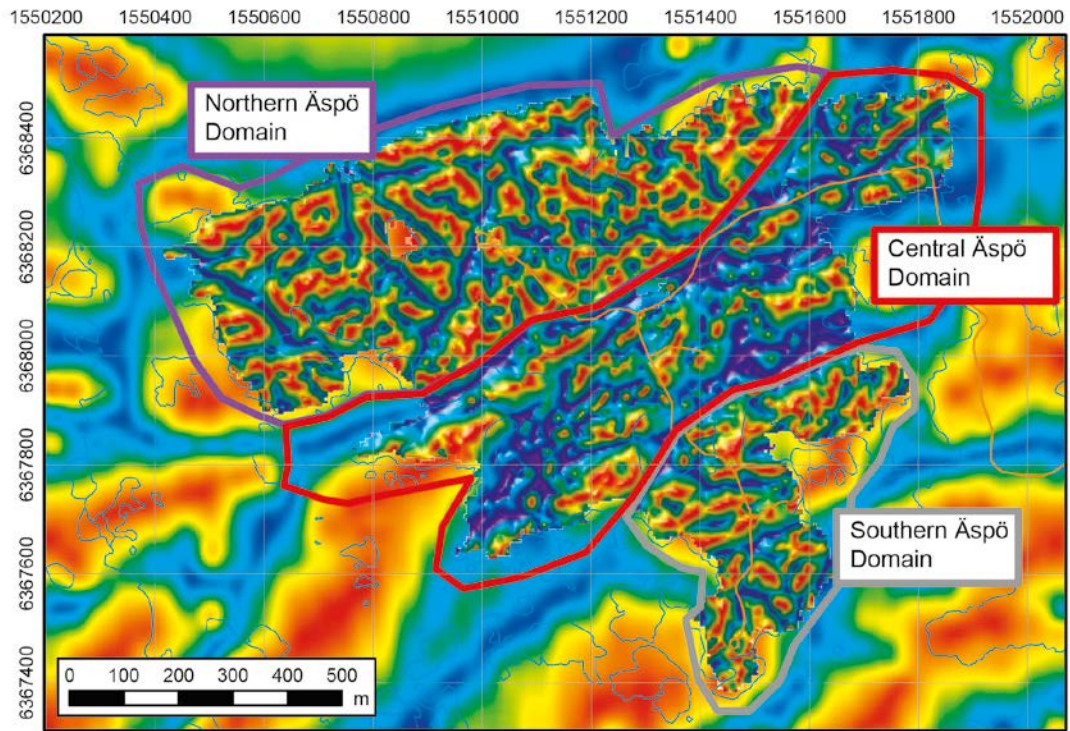 1550200 1550400 1550600 1550800 1551000 1551200 1551400 1551600 1551800 1552000
6368400
6368200
6368000
6367800
6367600
6367400
Northern Äspö
Domain
Central Äspö
Domain
Southern Äspö
Domain
0 100 200 300 400 500
m